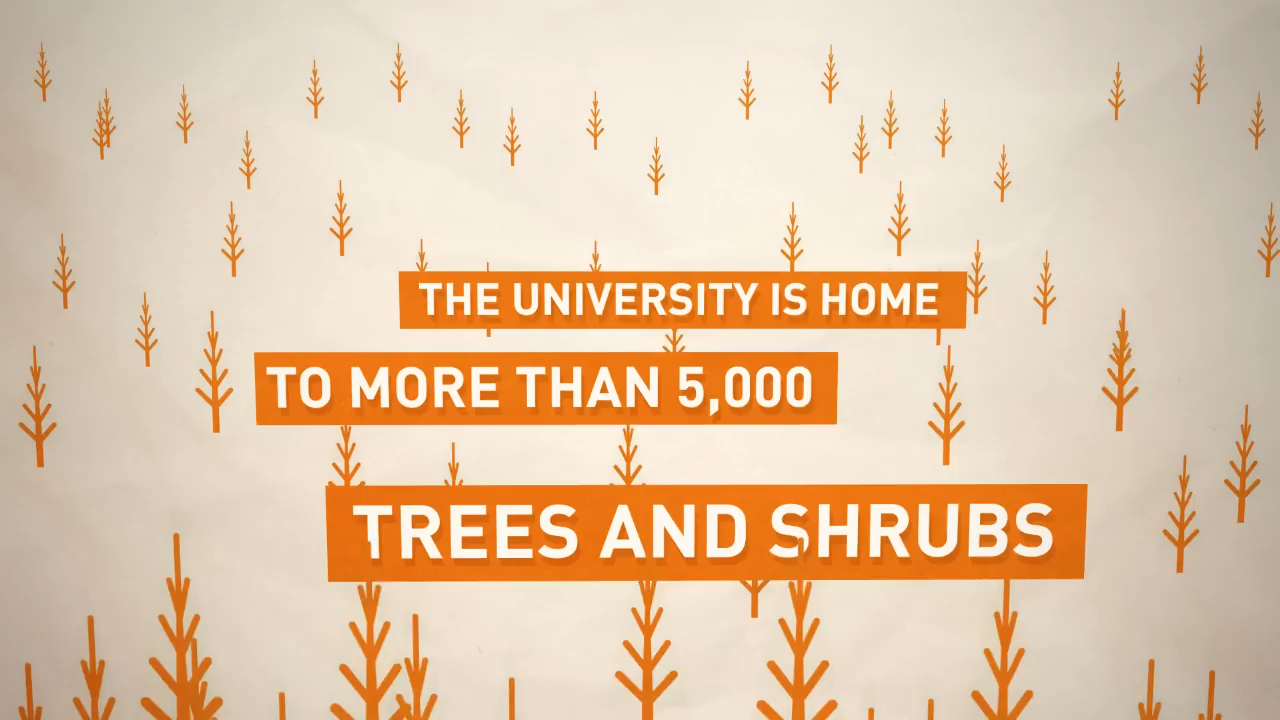 THE UNIVERSITY IS HOME
TO MORE THAN 5,000
TREES AND SHRUBS